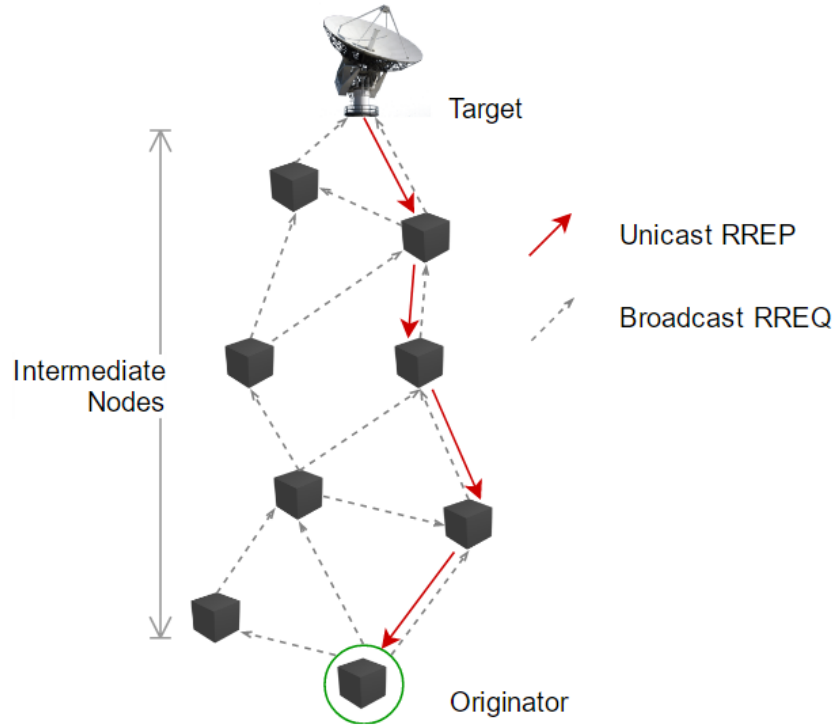 Target
Unicast RREP
Broadcast RREQ
Intermediate
Nodes
Originator